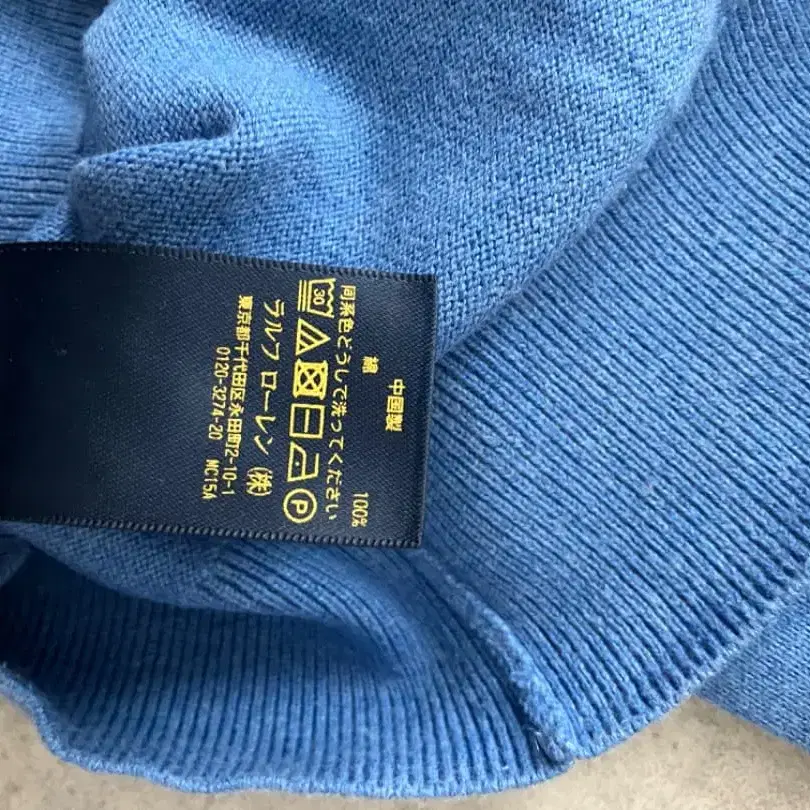 中国製
綿 100%
同系色どうしで洗ってください
30 P
ラルフ ローレン (株)
東京都千代田区永田町2-10-1
0120-3274-20 MC15A